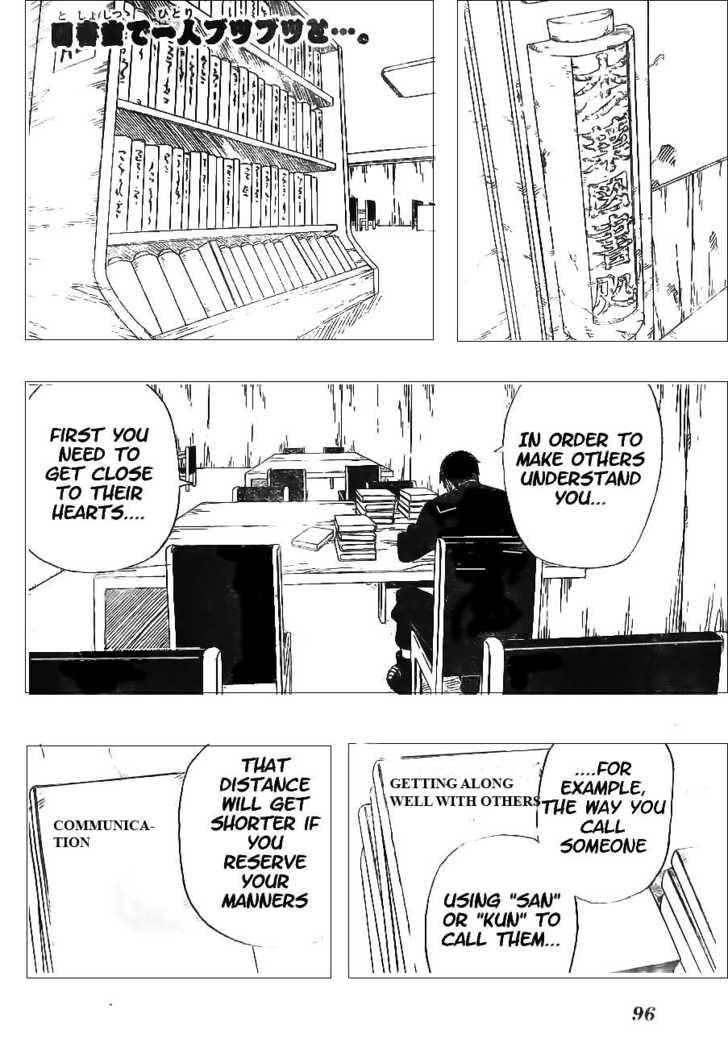 図書室で一人ブツブツと…。
IN ORDER TO
MAKE OTHERS
UNDERSTAND
YOU...
FIRST YOU
NEED TO
GET CLOSE
TO THEIR
HEARTS....
....FOR
EXAMPLE,
THE WAY YOU
CALL
SOMEONE
GETTING ALONG
WELL WITH OTHERS
USING "SAN"
OR "KUN" TO
CALL THEM...
THAT
DISTANCE
WILL GET
SHORTER IF
YOU
RESERVE
YOUR
MANNERS
COMMUNICA-
TION
96